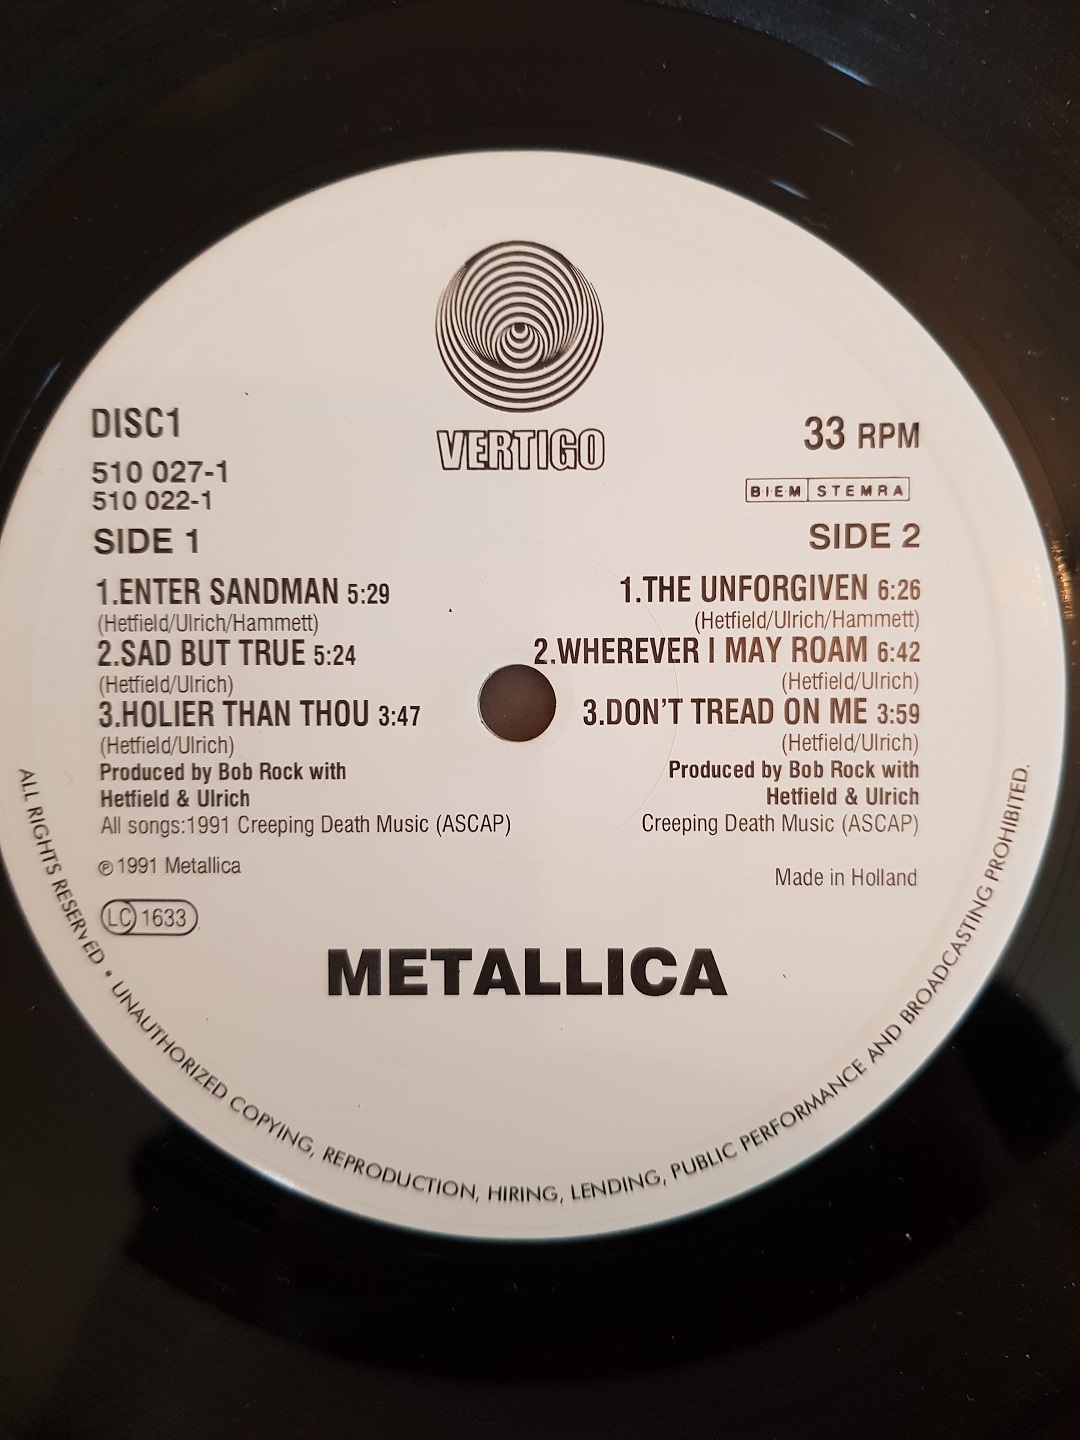 VERTIGO
DISC1
510 027-1
510 022-1
SIDE 1
1.ENTER SANDMAN 5:29
(Hetfield/Ulrich/Hammett)
2.SAD BUT TRUE 5:24
(Hetfield/Ulrich)
3.HOLIER THAN THOU 3:47
(Hetfield/Ulrich)
Produced by Bob Rock with
Hetfield & Ulrich
All songs:1991 Creeping Death Music (ASCAP)
℗ 1991 Metallica
LC 1633
33 RPM
BIEM STEMRA
SIDE 2
1.THE UNFORGIVEN 6:26
(Hetfield/Ulrich/Hammett)
2.WHEREVER I MAY ROAM 6:42
(Hetfield/Ulrich)
3.DON'T TREAD ON ME 3:59
(Hetfield/Ulrich)
Produced by Bob Rock with
Hetfield & Ulrich
Creeping Death Music (ASCAP)
Made in Holland
METALLICA
ALL RIGHTS RESERVED • UNAUTHORIZED COPYING, REPRODUCTION, HIRING, LENDING, PUBLIC PERFORMANCE AND BROADCASTING PROHIBITED.